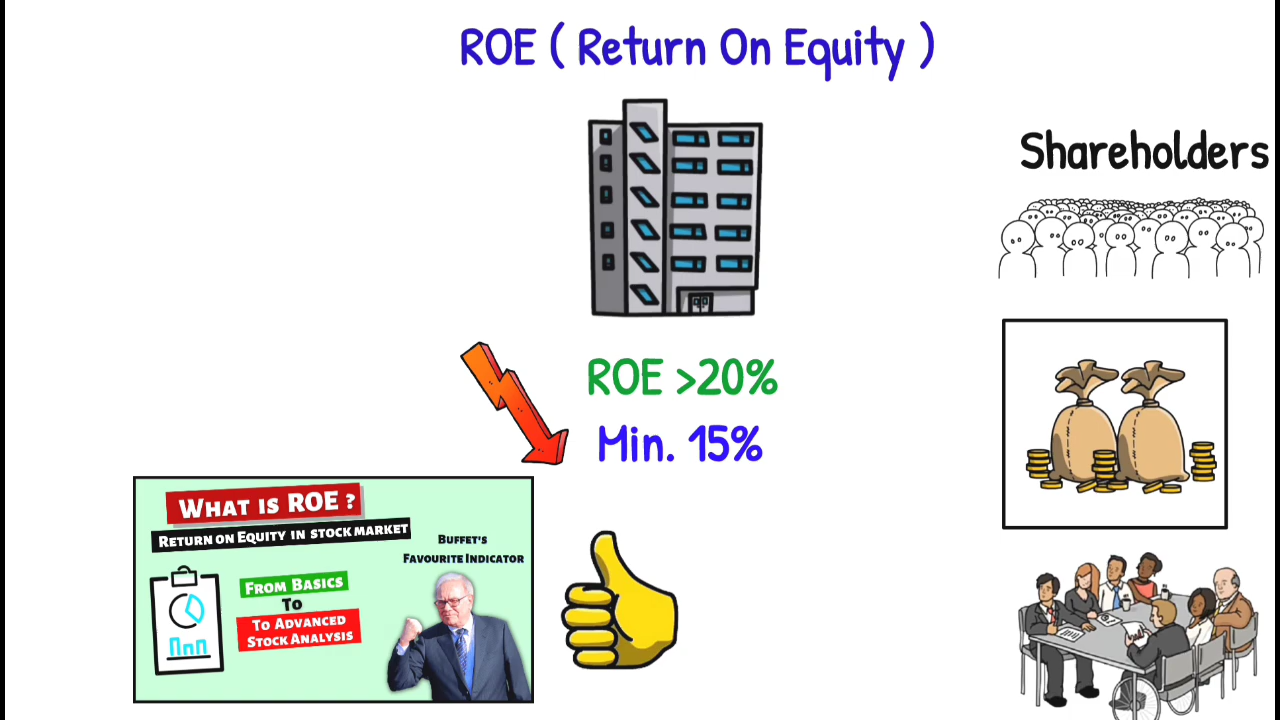 ROE ( Return On Equity )
Shareholders
ROE >20%
Min. 15%
WHAT IS ROE ?
RETURN ON EQUITY IN STOCK MARKET
BUFFET'S
FAVOURITE INDICATOR
FROM BASICS
TO
TO ADVANCED
STOCK ANALYSIS